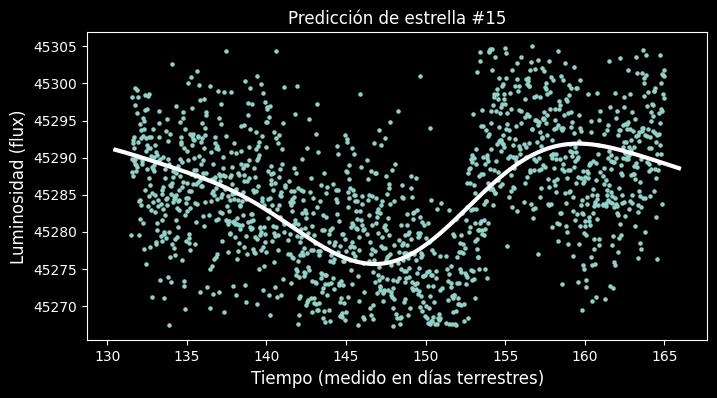 Predicción de estrella #15
Luminosidad (flux)
45305
45300
45295
45290
45285
45280
45275
45270
130 135 140 145 150 155 160 165
Tiempo (medido en días terrestres)